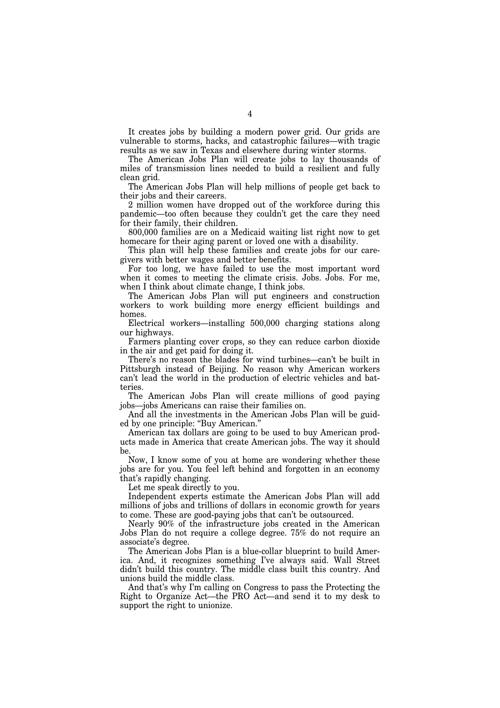 4
It creates jobs by building a modern power grid. Our grids are
vulnerable to storms, hacks, and catastrophic failures—with tragic
results as we saw in Texas and elsewhere during winter storms.
The American Jobs Plan will create jobs to lay thousands of
miles of transmission lines needed to build a resilient and fully
clean grid.
The American Jobs Plan will help millions of people get back to
their jobs and their careers.
2 million women have dropped out of the workforce during this
pandemic—too often because they couldn't get the care they need
for their family, their children.
800,000 families are on a Medicaid waiting list right now to get
homecare for their aging parent or loved one with a disability.
This plan will help these families and create jobs for our care-
givers with better wages and better benefits.
For too long, we have failed to use the most important word
when it comes to meeting the climate crisis. Jobs. Jobs. For me,
when I think about climate change, I think jobs.
The American Jobs Plan will put engineers and construction
workers to work building more energy efficient buildings and
homes.
Electrical workers—installing 500,000 charging stations along
our highways.
Farmers planting cover crops, so they can reduce carbon dioxide
in the air and get paid for doing it.
There's no reason the blades for wind turbines—can't be built in
Pittsburgh instead of Beijing. No reason why American workers
can't lead the world in the production of electric vehicles and bat-
teries.
The American Jobs Plan will create millions of good paying
jobs—jobs Americans can raise their families on.
And all the investments in the American Jobs Plan will be guid-
ed by one principle: "Buy American."
American tax dollars are going to be used to buy American prod-
ucts made in America that create American jobs. The way it should
be.
Now, I know some of you at home are wondering whether these
jobs are for you. You feel left behind and forgotten in an economy
that's rapidly changing.
Let me speak directly to you.
Independent experts estimate the American Jobs Plan will add
millions of jobs and trillions of dollars in economic growth for years
to come. These are good-paying jobs that can't be outsourced.
Nearly 90% of the infrastructure jobs created in the American
Jobs Plan do not require a college degree. 75% do not require an
associate's degree.
The American Jobs Plan is a blue-collar blueprint to build Amer-
ica. And, it recognizes something I've always said. Wall Street
didn't build this country. The middle class built this country. And
unions build the middle class.
And that's why I'm calling on Congress to pass the Protecting the
Right to Organize Act—the PRO Act—and send it to my desk to
support the right to unionize.